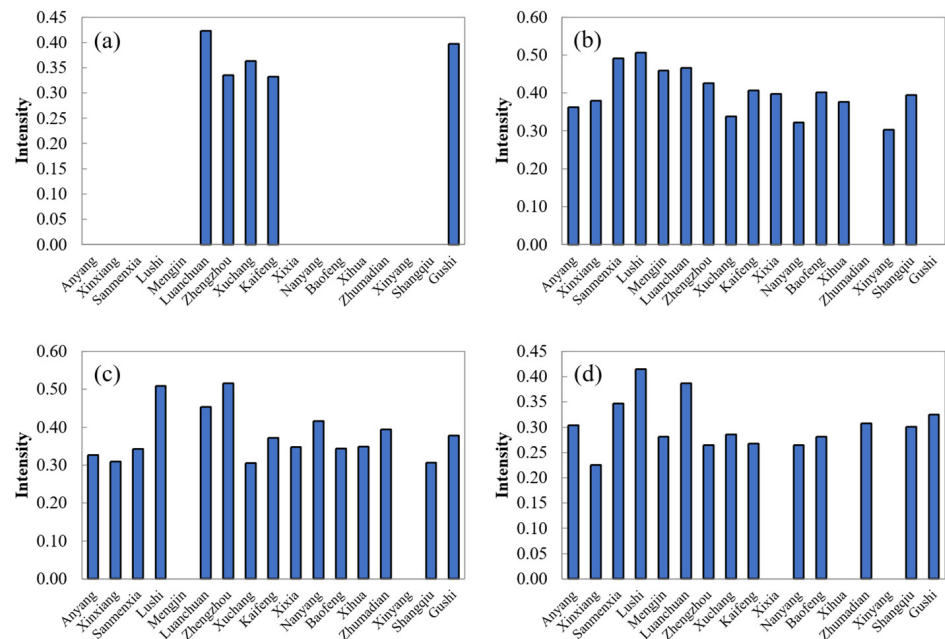 (a)
Intensity
0.45
0.40
0.35
0.30
0.25
0.20
0.15
0.10
0.05
0.00
Anyang
Xinxiang
Sanmenxia
Lushi
Mengjin
Luanchuan
Zhengzhou
Xuchang
Kaifeng
Xixia
Nanyang
Baofeng
Xihua
Zhumadian
Xinyang
Shangqiu
Gushi
(b)
Intensity
0.60
0.50
0.40
0.30
0.20
0.10
0.00
Anyang
Xinxiang
Sanmenxia
Lushi
Mengjin
Luanchuan
Zhengzhou
Xuchang
Kaifeng
Xixia
Nanyang
Baofeng
Xihua
Zhumadian
Xinyang
Shangqiu
Gushi
(c)
Intensity
0.60
0.50
0.40
0.30
0.20
0.10
0.00
Anyang
Xinxiang
Sanmenxia
Lushi
Mengjin
Luanchuan
Zhengzhou
Xuchang
Kaifeng
Xixia
Nanyang
Baofeng
Xihua
Zhumadian
Xinyang
Shangqiu
Gushi
(d)
Intensity
0.45
0.40
0.35
0.30
0.25
0.20
0.15
0.10
0.05
0.00
Anyang
Xinxiang
Sanmenxia
Lushi
Mengjin
Luanchuan
Zhengzhou
Xuchang
Kaifeng
Xixia
Nanyang
Baofeng
Xihua
Zhumadian
Xinyang
Shangqiu
Gushi